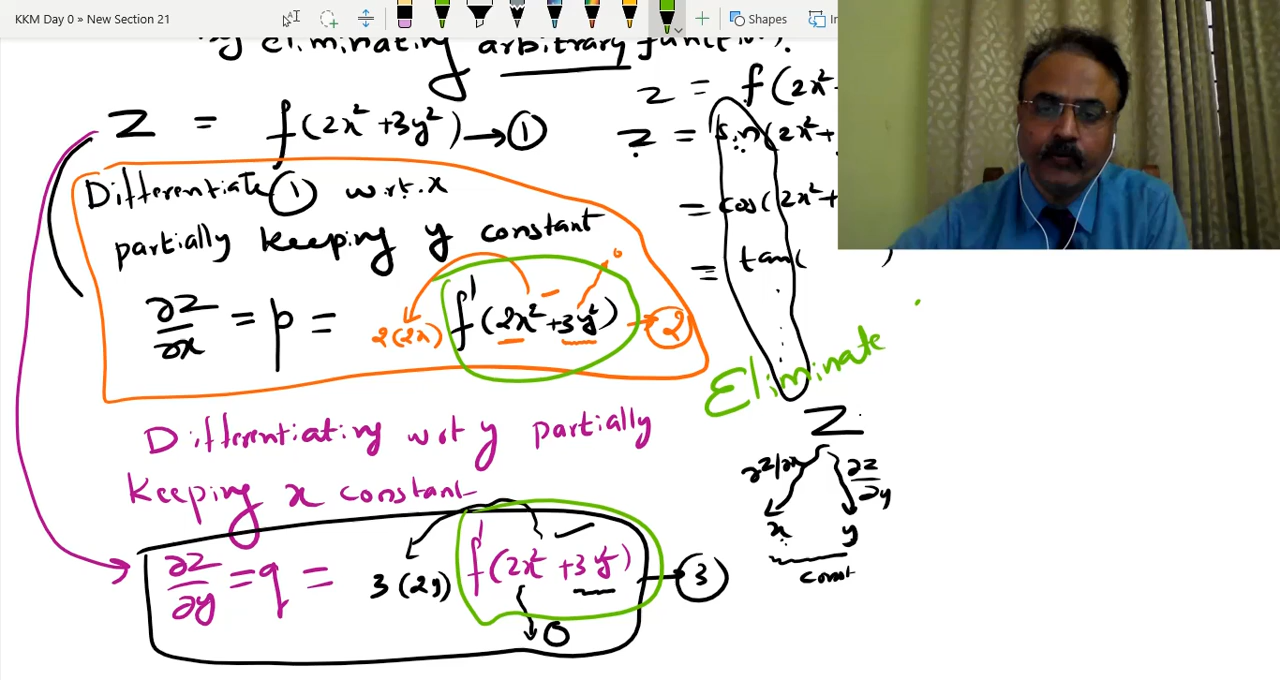 KKM Day 0 » New Section 21
Shapes
by eliminating arbitrary function.
z = f(2x² + 3y²) → ①
Differentiate ① w.r.t. x
partially keeping y constant
∂z/∂x = p = 2(2x) f'(2x² + 3y²) → ②
0
Differentiating w r t y partially
keeping x constant
∂z/∂y = q = 3(2y) f'(2x² + 3y²) → ③
0
z = f(2x²
z = sin(2x² +
= cos(2x² +
= tan( )
Eliminate
z
∂z/∂x ∂z/∂y
x y
const